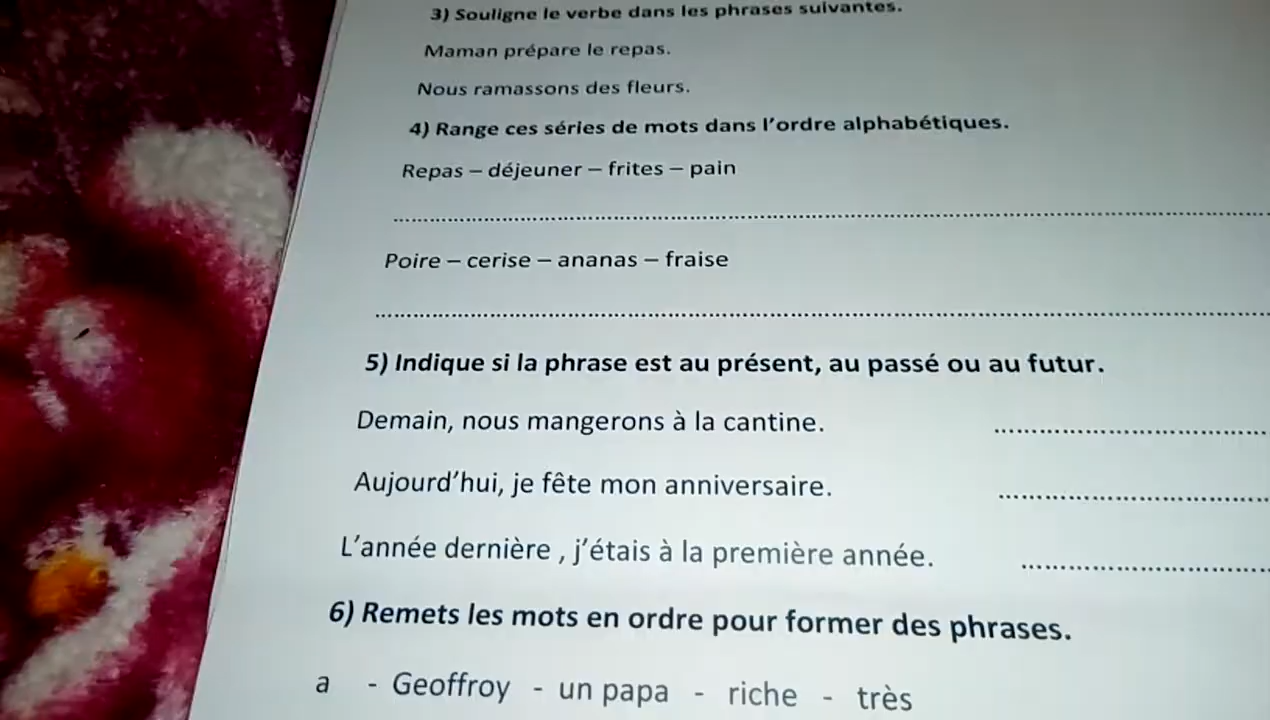 3) Souligne le verbe dans les phrases suivantes.
Maman prépare le repas.
Nous ramassons des fleurs.
4) Range ces séries de mots dans l'ordre alphabétiques.
Repas – déjeuner – frites – pain
................................................................................
Poire – cerise – ananas – fraise
................................................................................
5) Indique si la phrase est au présent, au passé ou au futur.
Demain, nous mangerons à la cantine. ..............................
Aujourd'hui, je fête mon anniversaire. ..............................
L'année dernière , j'étais à la première année. ..............................
6) Remets les mots en ordre pour former des phrases.
a - Geoffroy - un papa - riche - très